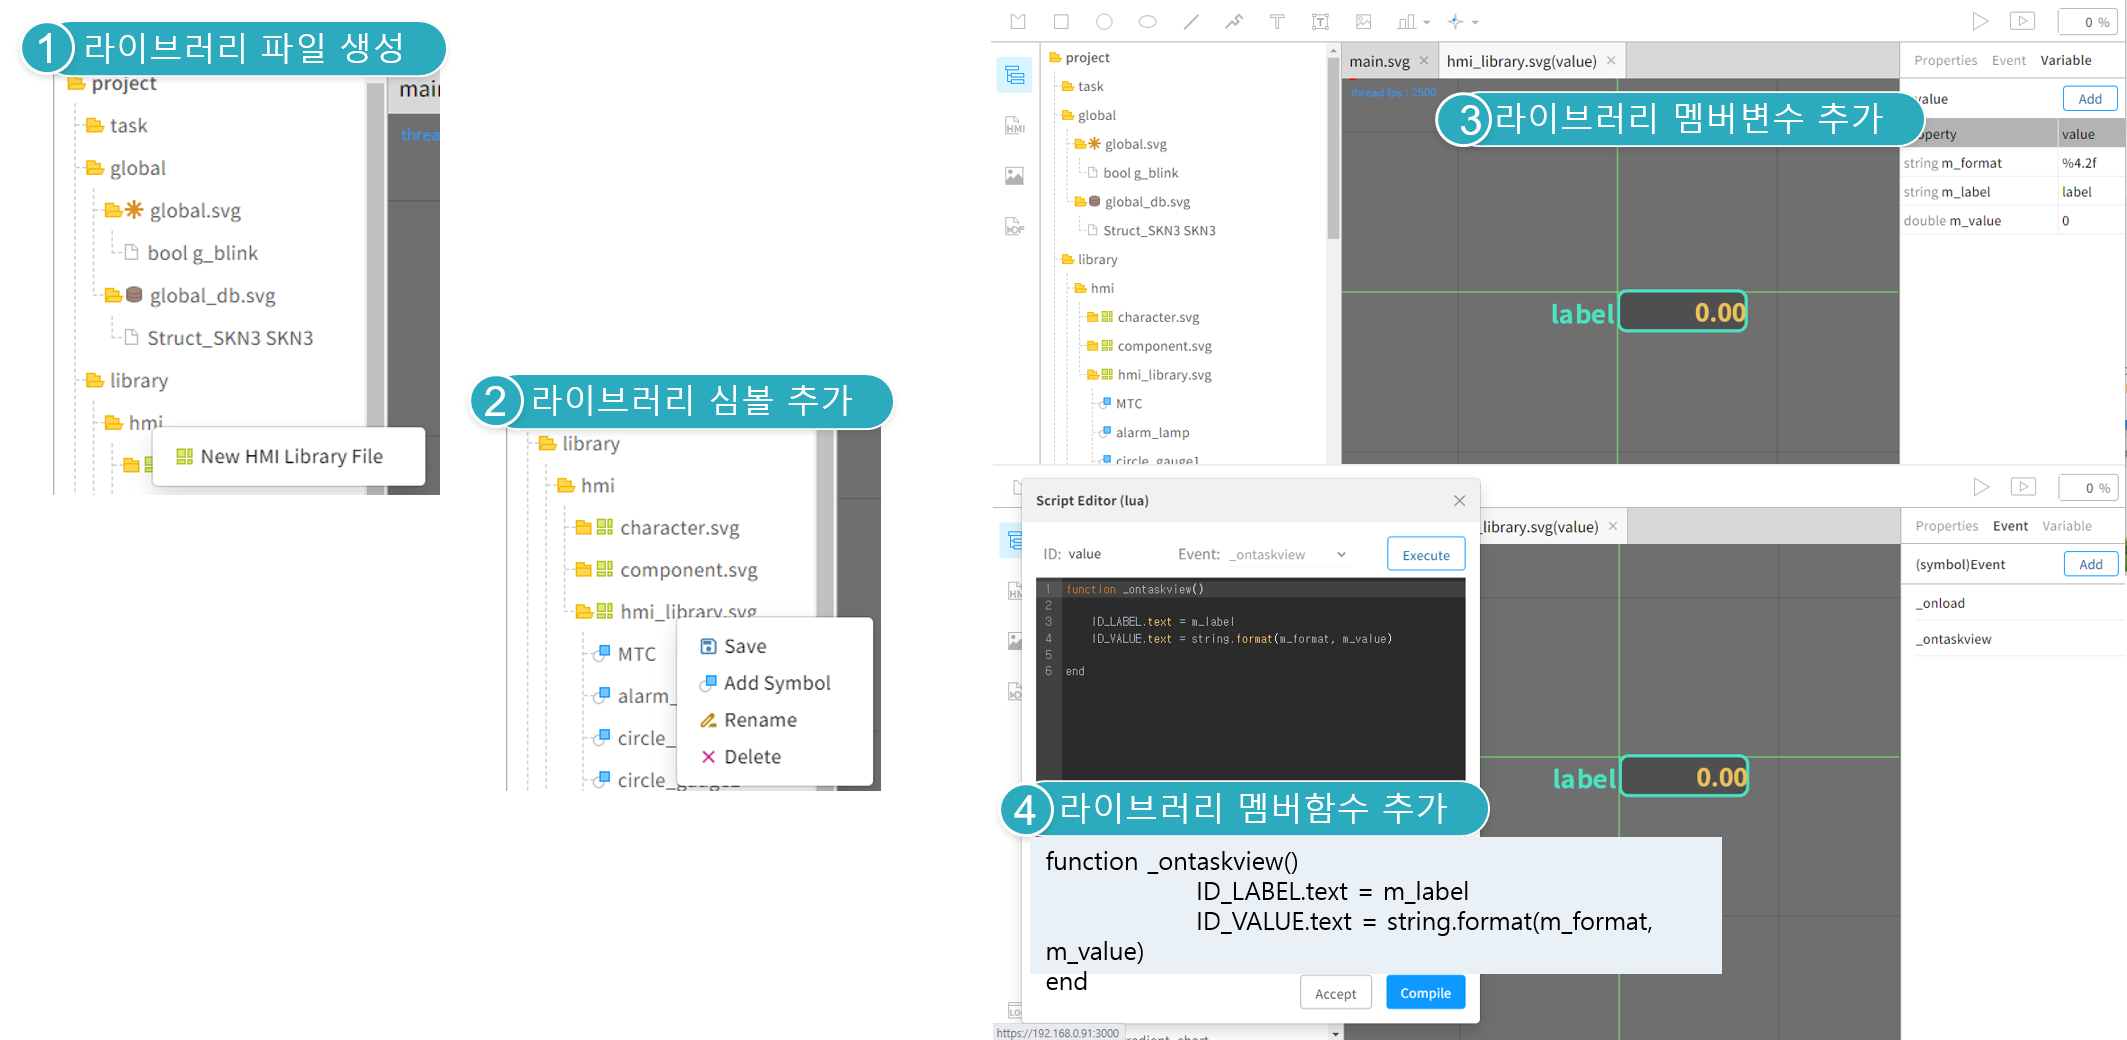 1 라이브러리 파일 생성
project
task
global
global.svg
bool g_blink
global_db.svg
Struct_SKN3 SKN3
library
hmi
New HMI Library File
2 라이브러리 심볼 추가
library
hmi
character.svg
component.svg
hmi_library.svg
MTC
Save
Add Symbol
Rename
Delete
0 %
project
task
global
global.svg
bool g_blink
global_db.svg
Struct_SKN3 SKN3
library
hmi
character.svg
component.svg
hmi_library.svg
MTC
alarm_lamp
circle_gauge1
HMI
main.svg
hmi_library.svg(value)
thread fps : 2500
3 라이브러리 멤버변수 추가
label
0.00
Properties Event Variable
value
Add
value
string m_format %4.2f
string m_label label
double m_value 0
0 %
Script Editor (lua)
ID: value Event: _ontaskview Execute
1 function _ontaskview()
2
3 ID_LABEL.text = m_label
4 ID_VALUE.text = string.format(m_format, m_value)
5
6 end
_library.svg(value)
label
0.00
Properties Event Variable
(symbol)Event Add
_onload
_ontaskview
4 라이브러리 멤버함수 추가
function _ontaskview()
ID_LABEL.text = m_label
ID_VALUE.text = string.format(m_format,
m_value)
end
Accept Compile
https://192.168.0.91:3000